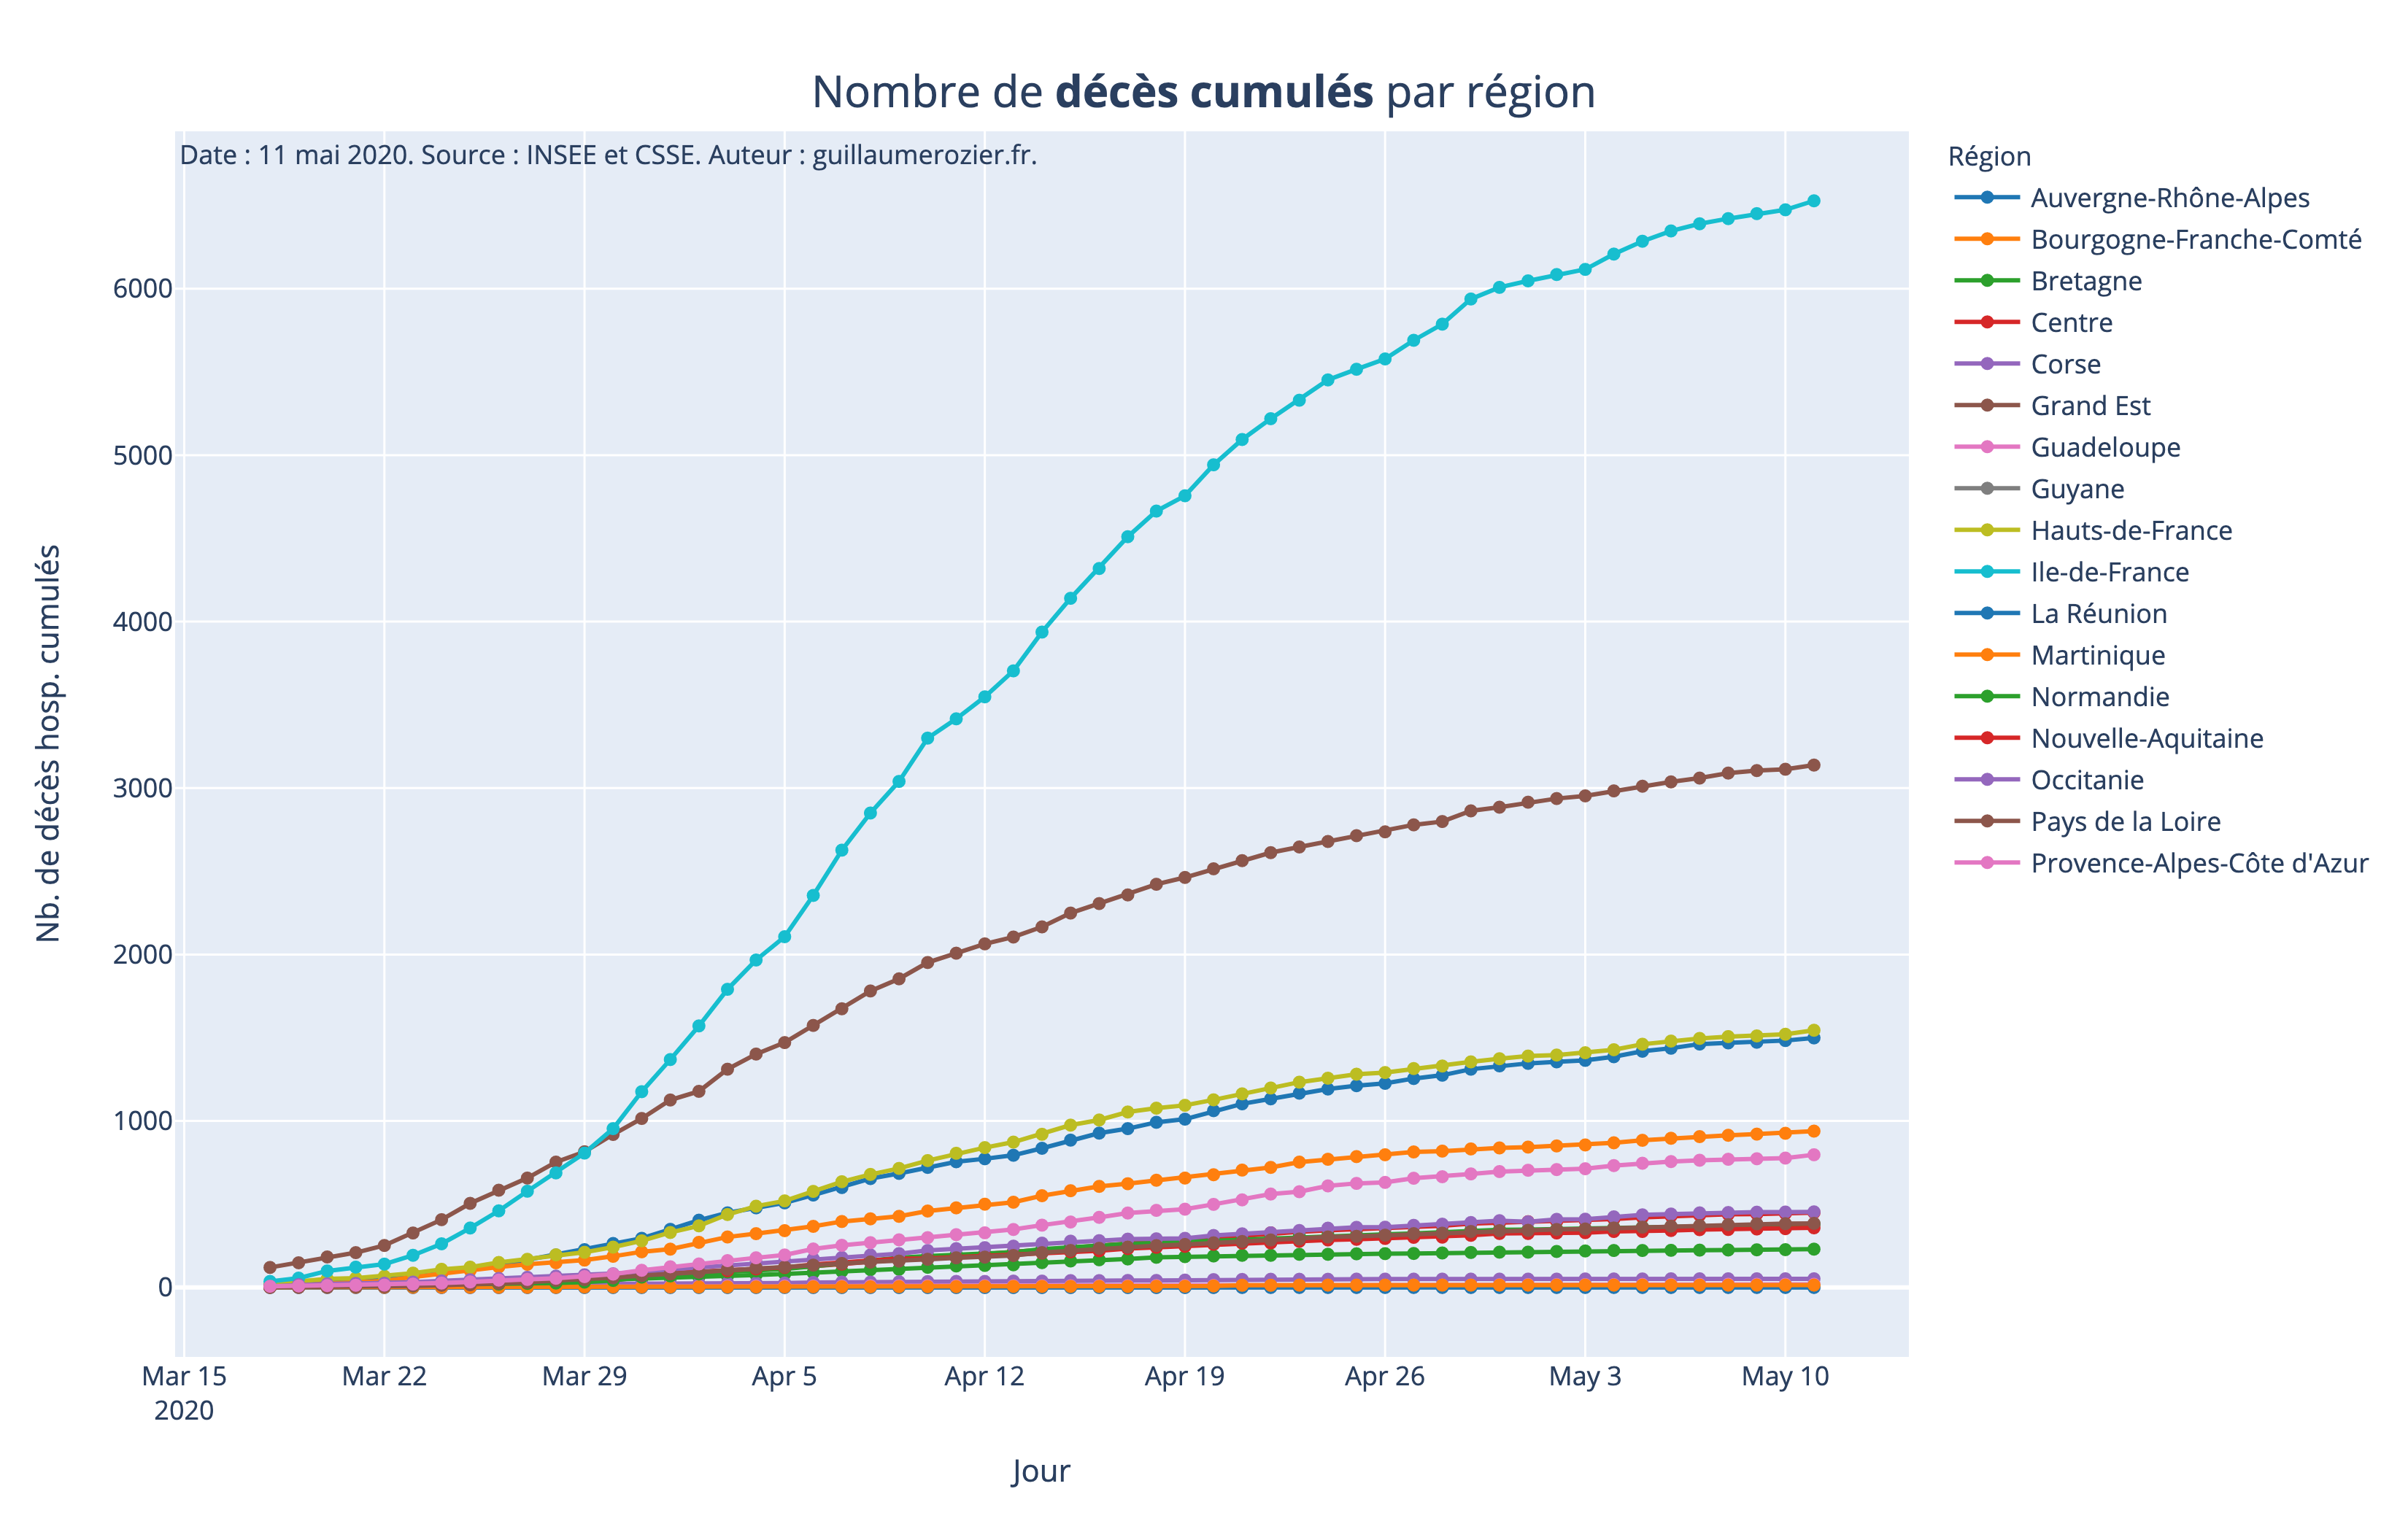 Nombre de décès cumulés par région
Date : 11 mai 2020. Source : INSEE et CSSE. Auteur : guillaumerozier.fr.
Nb. de décès hosp. cumulés
6000
5000
4000
3000
2000
1000
0
Mar 15 Mar 22 Mar 29 Apr 5 Apr 12 Apr 19 Apr 26 May 3 May 10
2020
Jour
Région
Auvergne-Rhône-Alpes
Bourgogne-Franche-Comté
Bretagne
Centre
Corse
Grand Est
Guadeloupe
Guyane
Hauts-de-France
Ile-de-France
La Réunion
Martinique
Normandie
Nouvelle-Aquitaine
Occitanie
Pays de la Loire
Provence-Alpes-Côte d'Azur